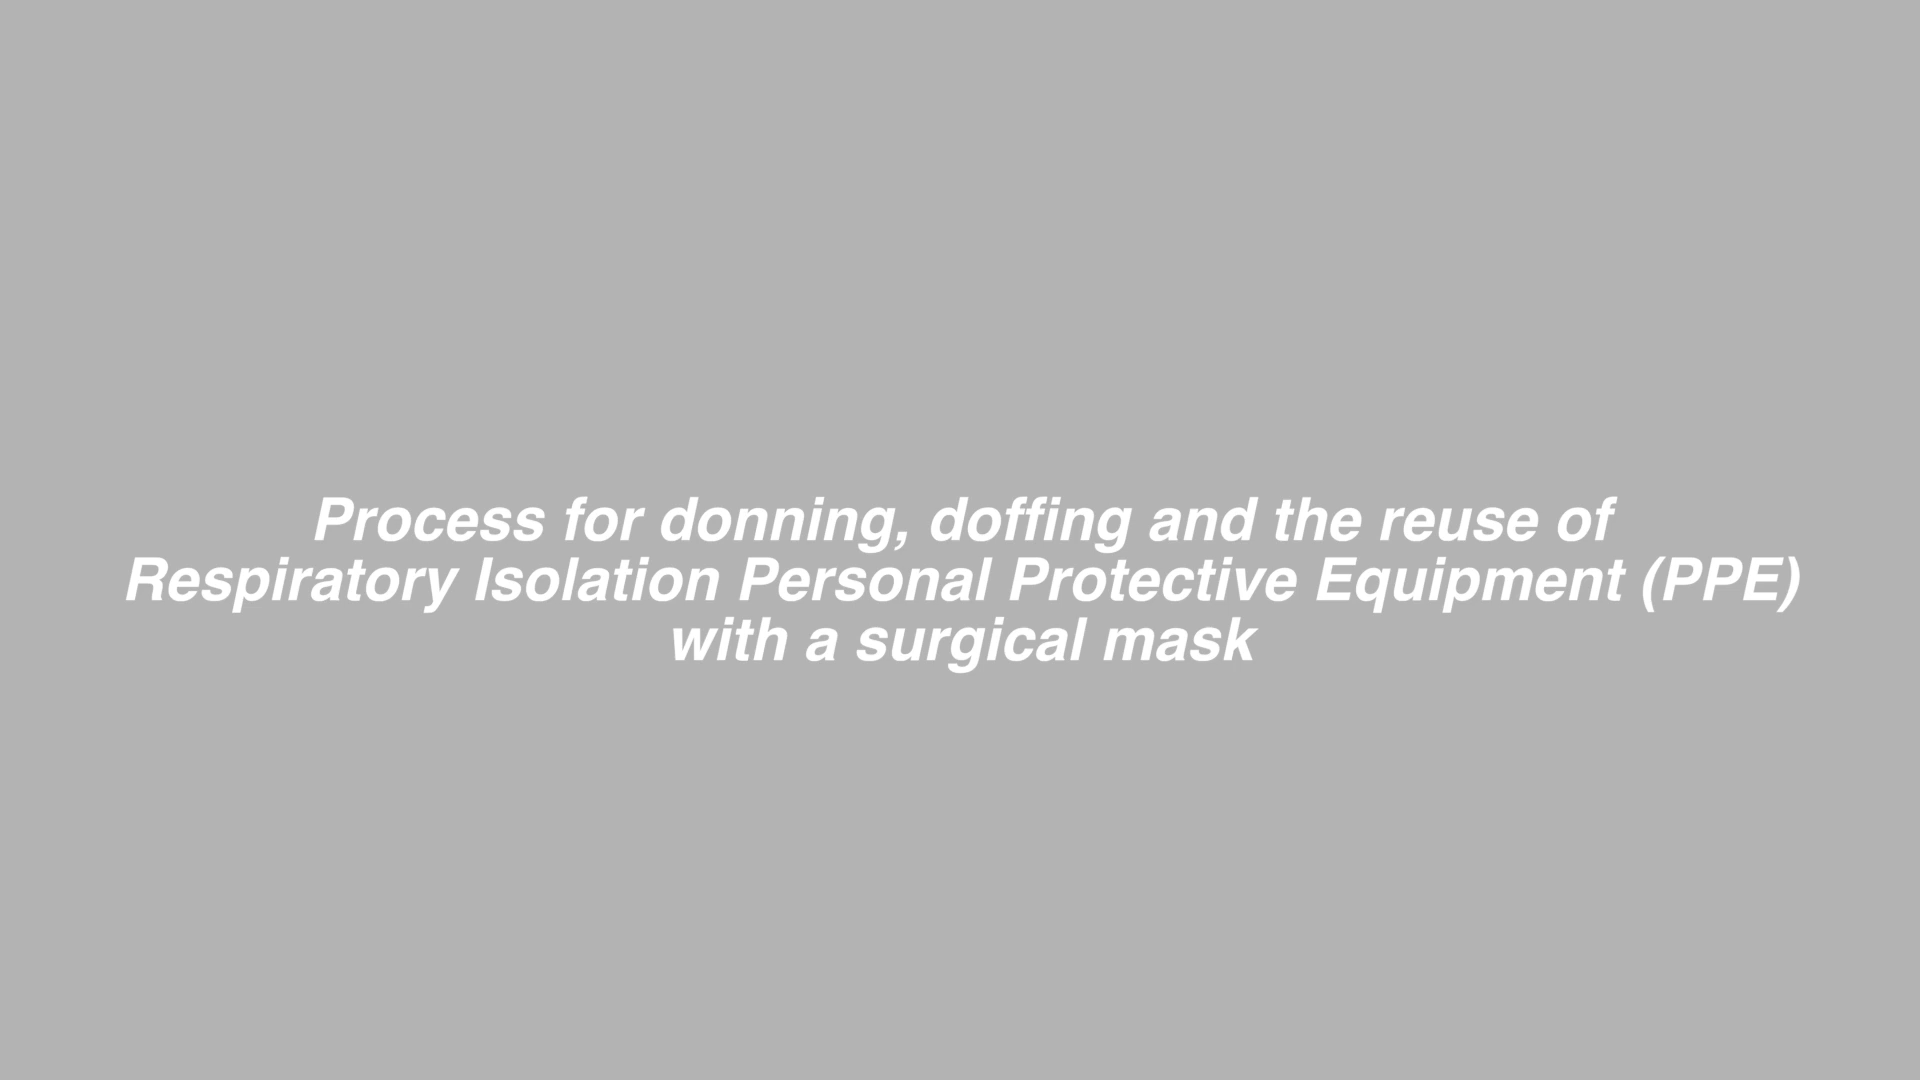 Process for donning, doffing and the reuse of
Respiratory Isolation Personal Protective Equipment (PPE)
with a surgical mask